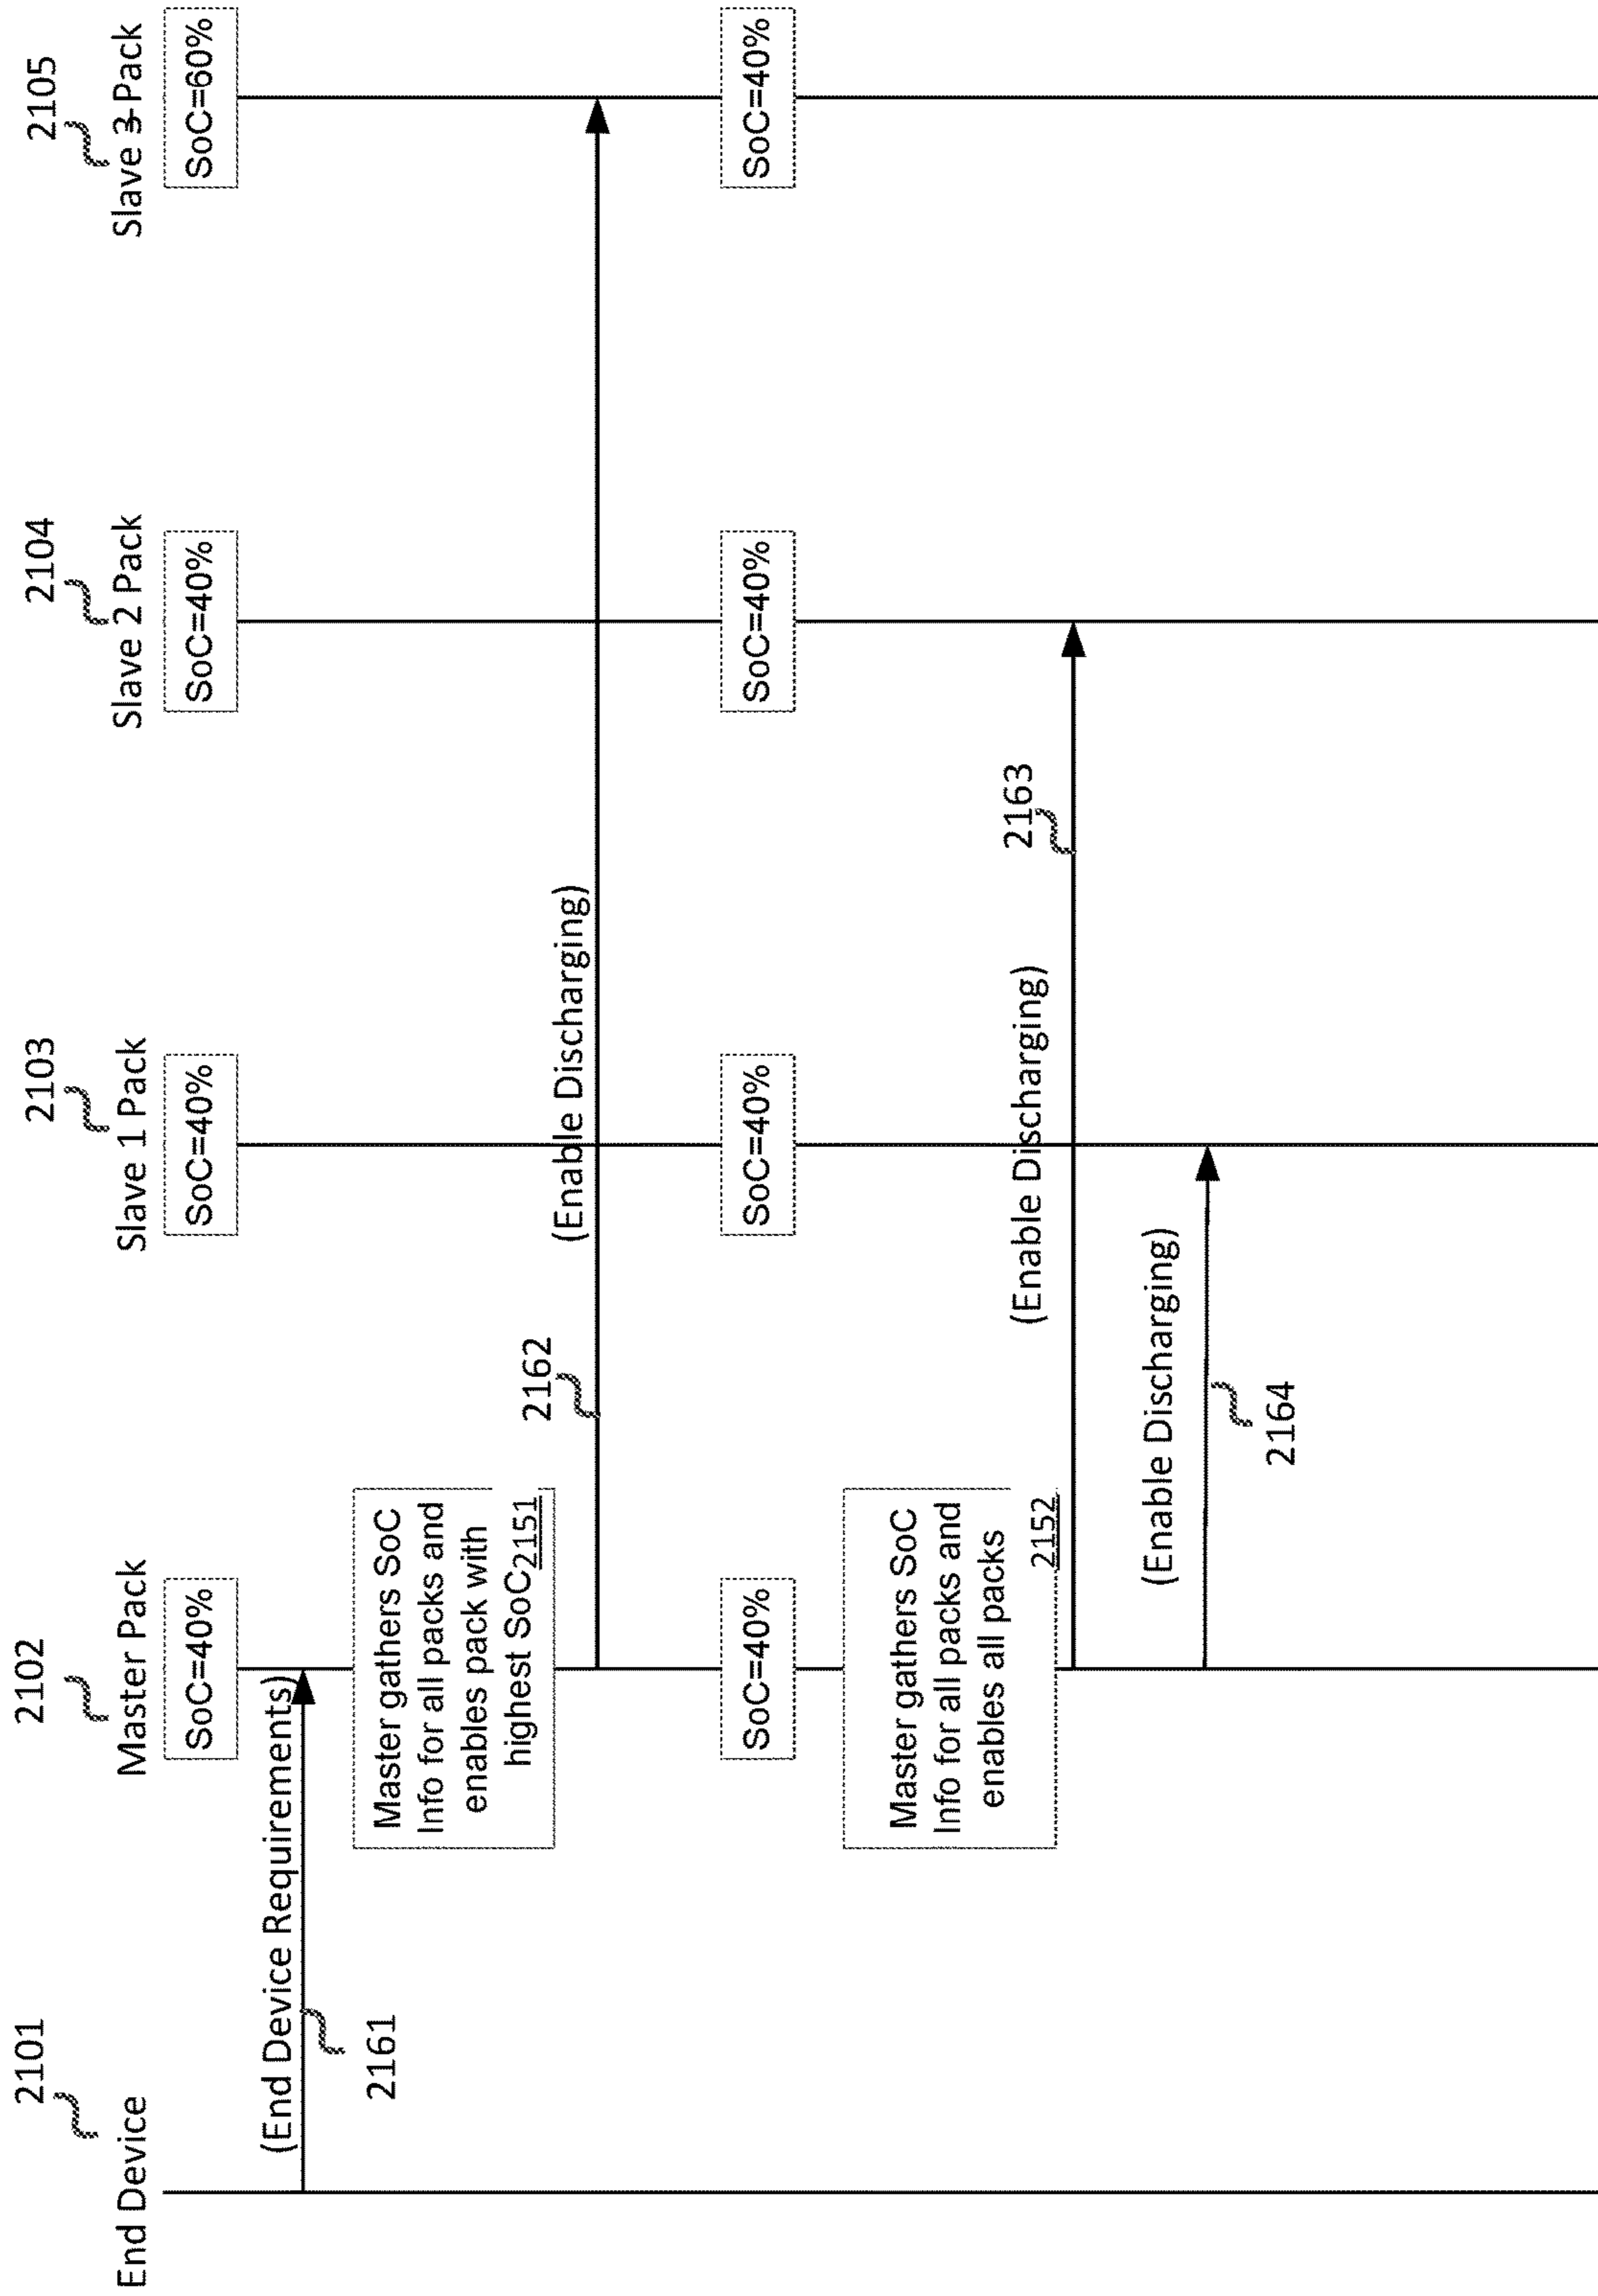 2101
2102
2103
2104
2105
End Device
Master Pack
Slave 1 Pack
Slave 2 Pack
Slave 3 Pack
SoC=40%
SoC=40%
SoC=40%
SoC=60%
(End Device Requirements)
2161
Master gathers SoC
Info for all packs and
enables pack with
highest SoC 2151
2162
(Enable Discharging)
SoC=40%
SoC=40%
SoC=40%
SoC=40%
Master gathers SoC
Info for all packs and
enables all packs
2152
(Enable Discharging)
2163
(Enable Discharging)
2164